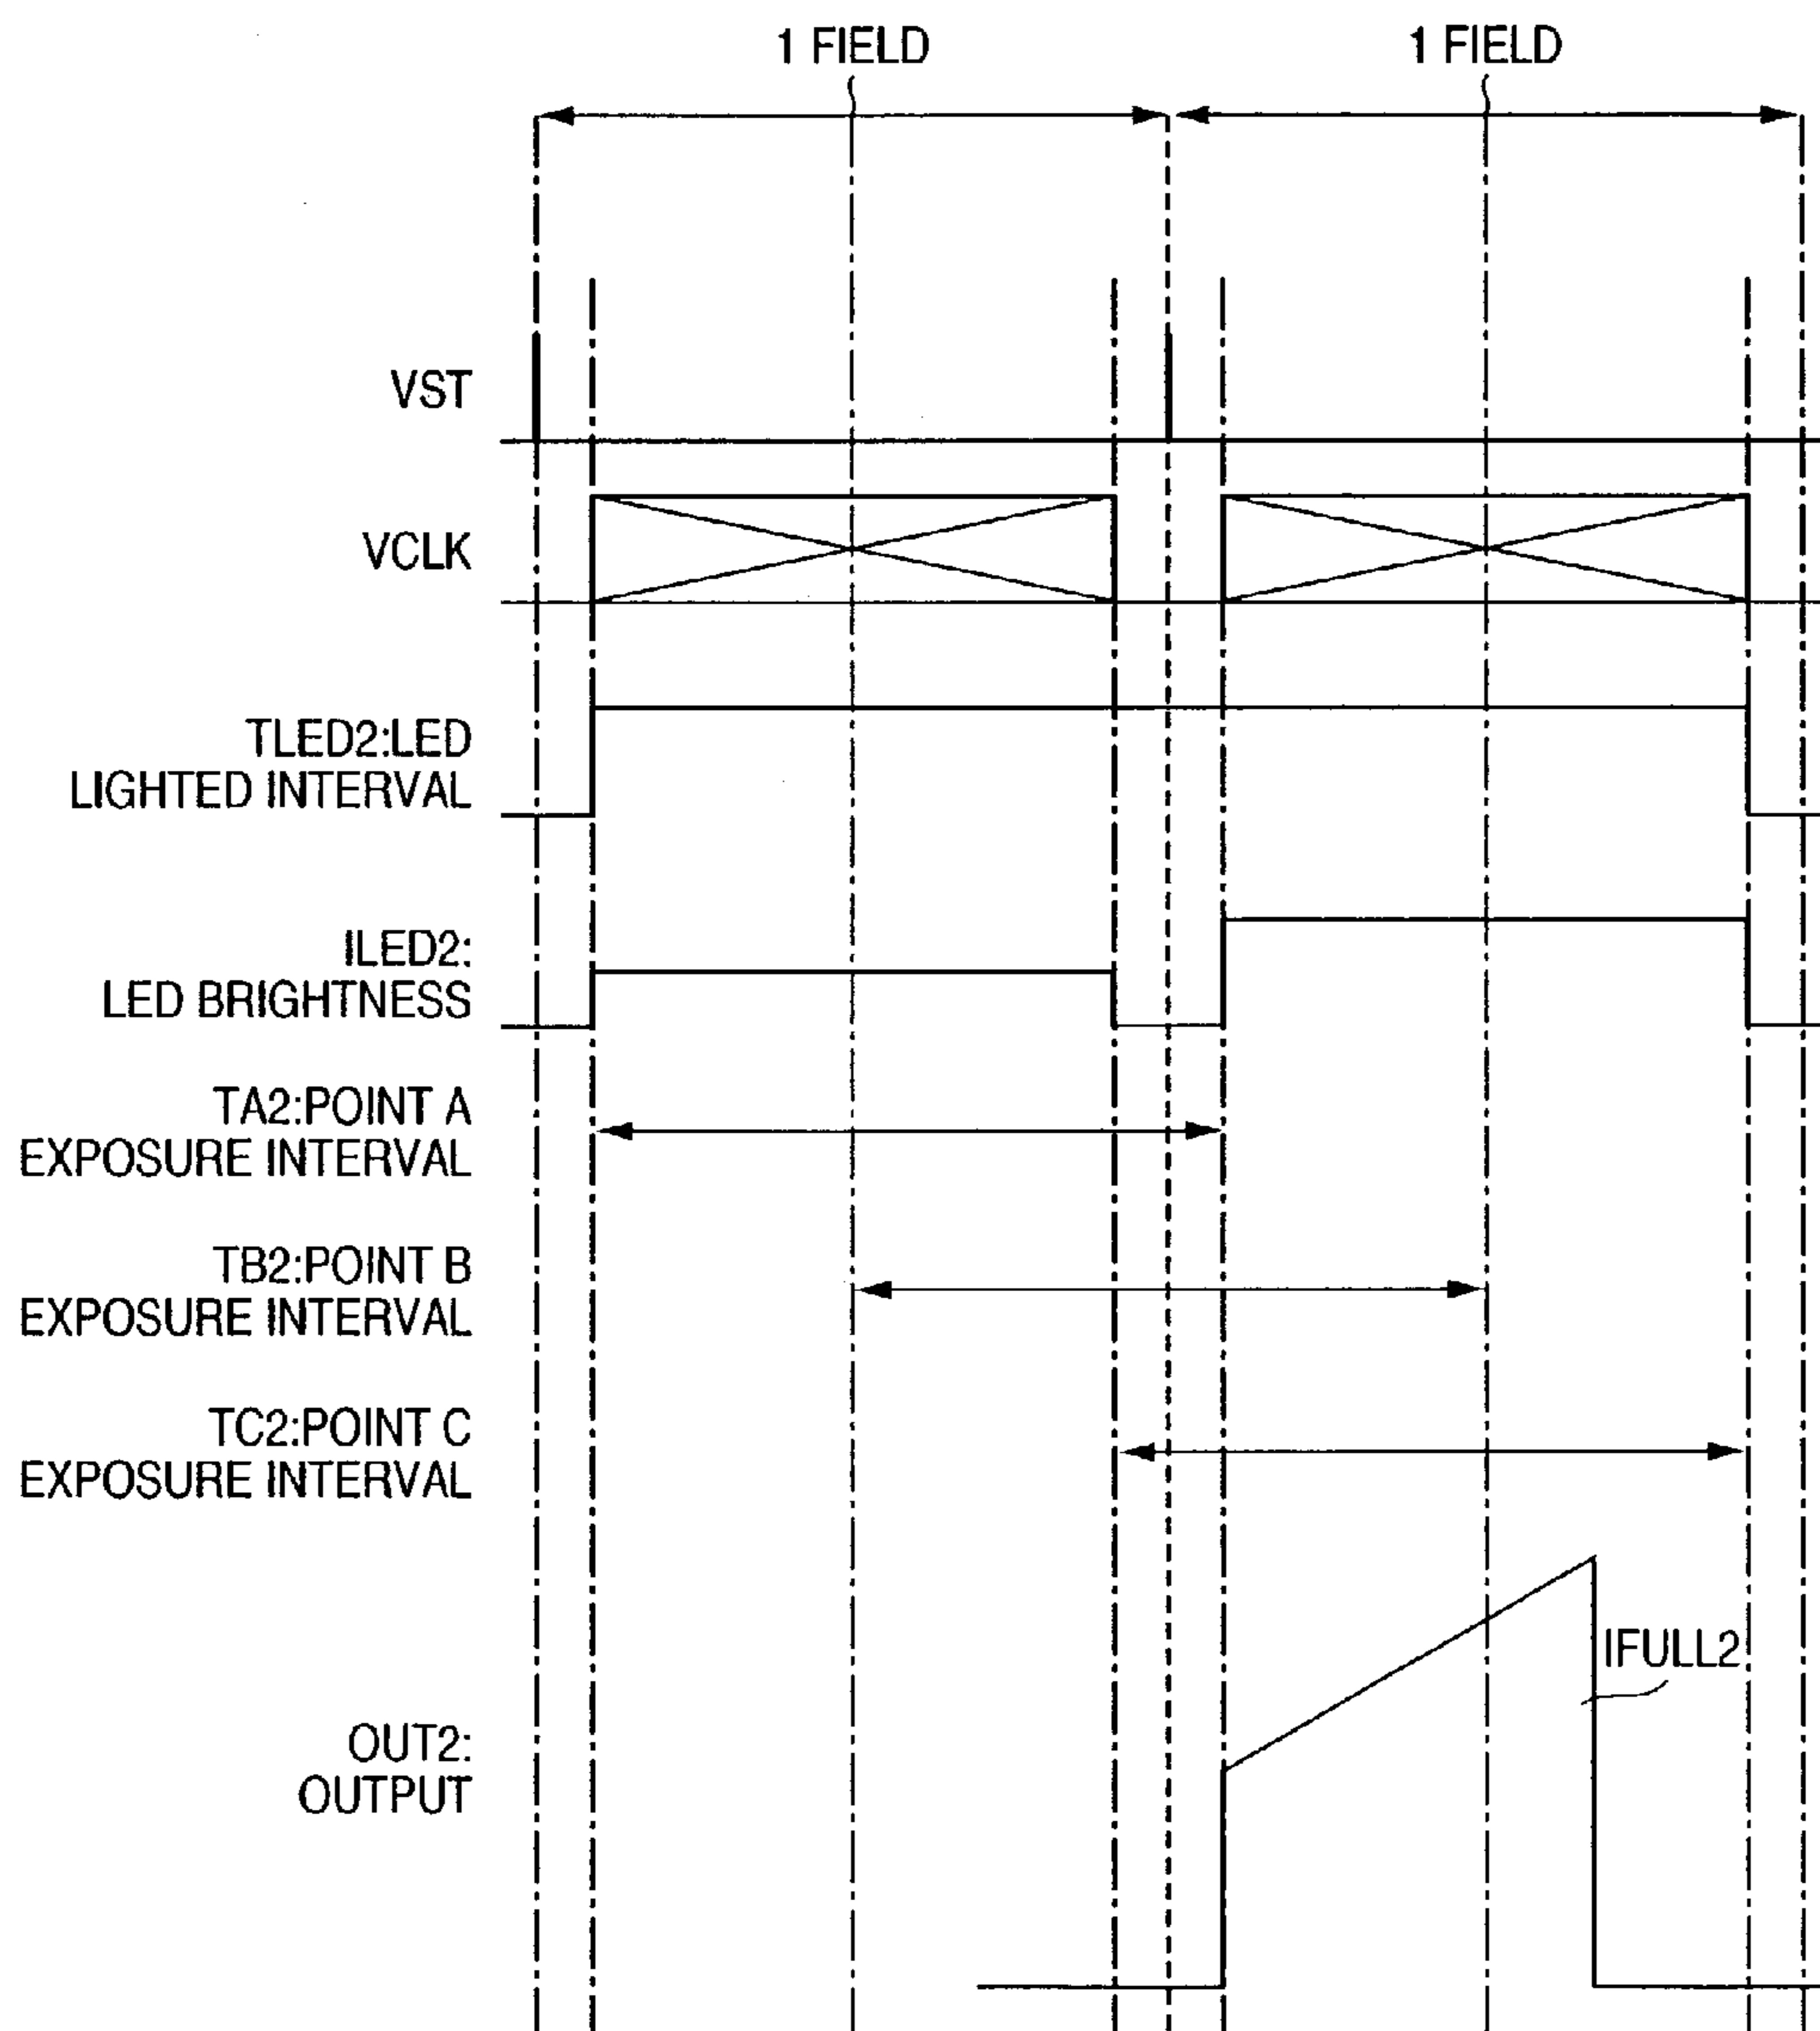 1 FIELD
1 FIELD
VST
VCLK
TLED2:LED
LIGHTED INTERVAL
ILED2:
LED BRIGHTNESS
TA2:POINT A
EXPOSURE INTERVAL
TB2:POINT B
EXPOSURE INTERVAL
TC2:POINT C
EXPOSURE INTERVAL
IFULL2
OUT2:
OUTPUT